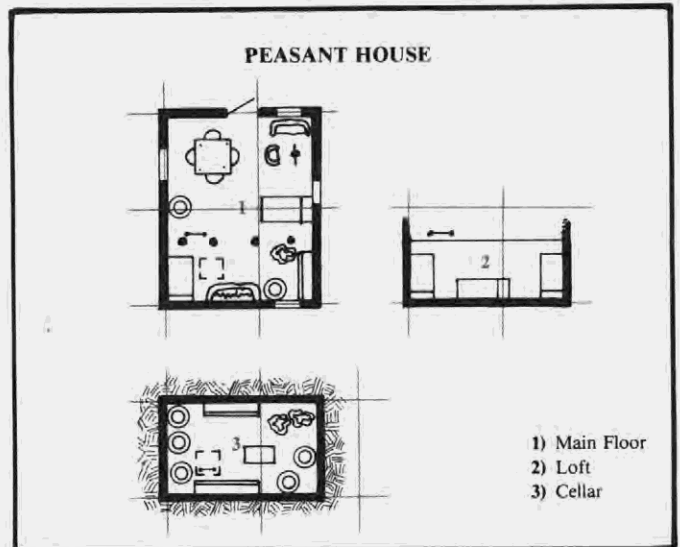 PEASANT HOUSE
1
2
3
1) Main Floor
2) Loft
3) Cellar